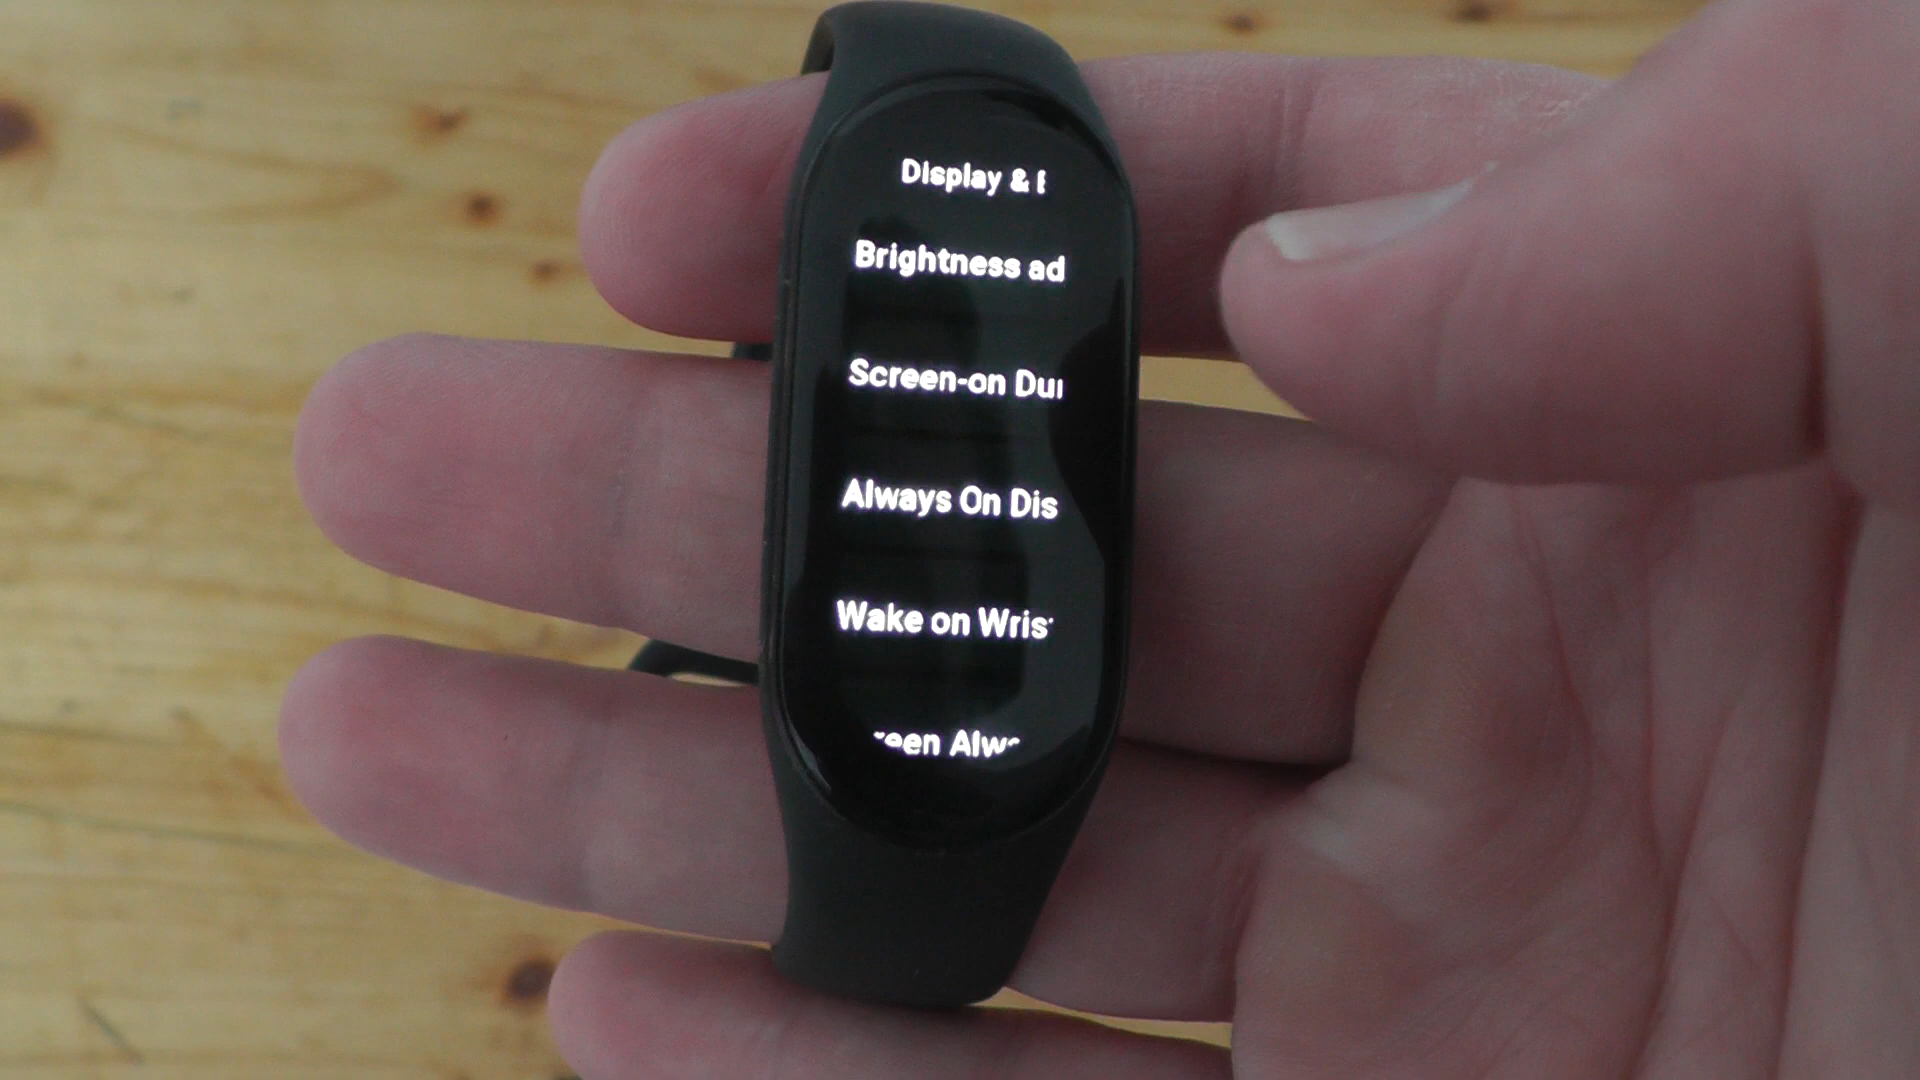 Display &
Brightness ad
Screen-on Du
Always On Dis
Wake on Wris
een Alw